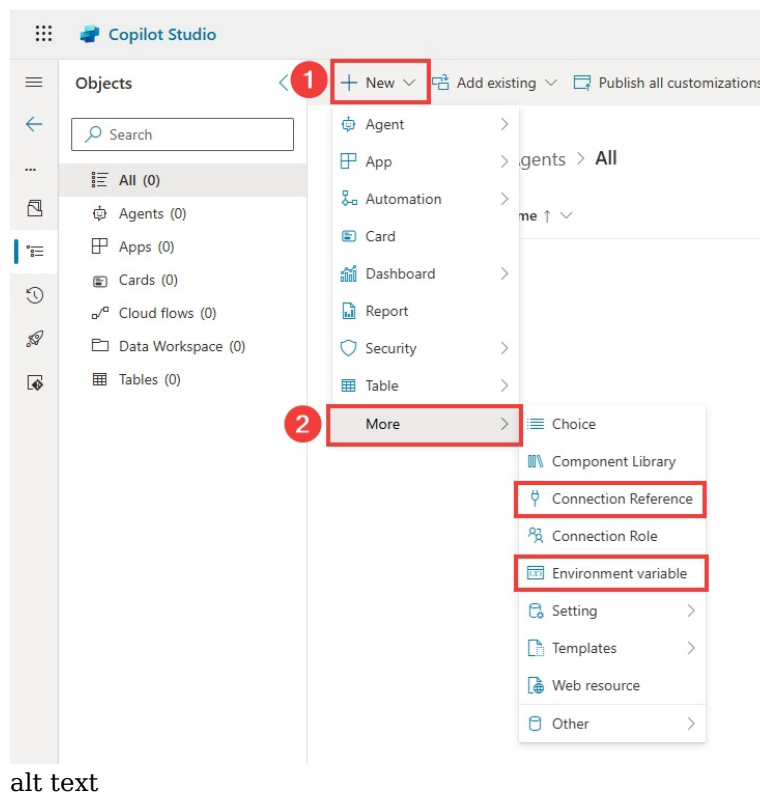 Copilot Studio
Objects
1
New
Add existing
Publish all customizations
Search
All (0)
Agents (0)
Apps (0)
Cards (0)
Cloud flows (0)
Data Workspace (0)
Tables (0)
Agent
App
Automation
Card
Dashboard
Report
Security
Table
2
More
gents > All
me ↑
Choice
Component Library
Connection Reference
Connection Role
Environment variable
Setting
Templates
Web resource
Other
alt text